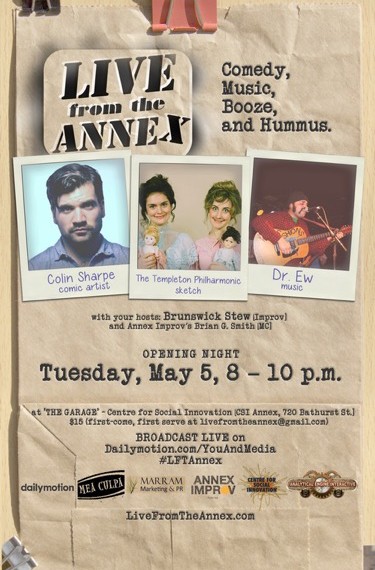 LIVE
from the
ANNEX
Comedy,
Music,
Booze,
and Hummus.
Colin Sharpe
comic artist
The Templeton Philharmonic
sketch
Dr. Ew
music
with your hosts: Brunswick Stew [Improv]
and Annex Improv's Brian G. Smith [MC]
OPENING NIGHT
Tuesday, May 5, 8 - 10 p.m.
at 'THE GARAGE' - Centre for Social Innovation [CSI Annex, 720 Bathurst St.]
$15 (first-come, first serve at livefromtheannex@gmail.com)
BROADCAST LIVE on
Dailymotion.com/YouAndMedia
#LFTAnnex
dailymotion
MEA CULPA
MARRAM
Marketing & PR
ANNEX
IMPROV
CENTRE FOR
SOCIAL
INNOVATION
ANALYTICAL ENGINE INTERACTIVE
LiveFromTheAnnex.com